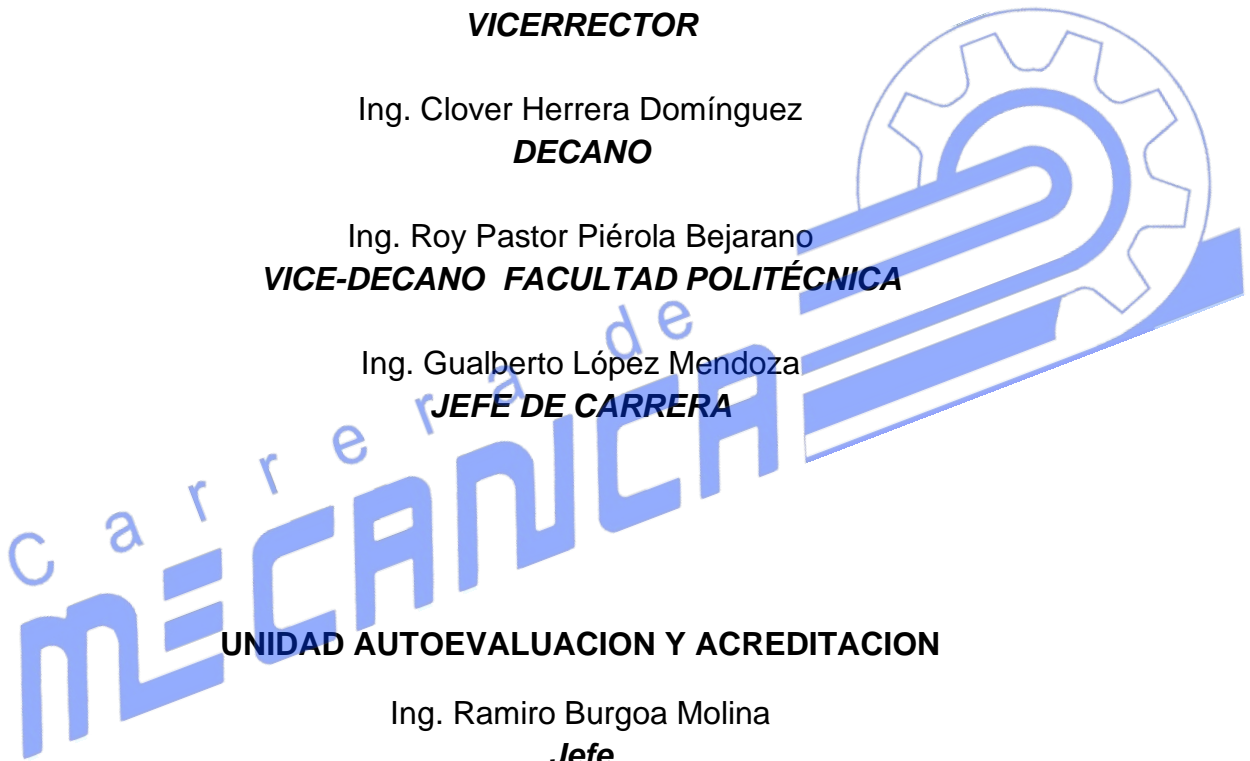 VICERRECTOR
Ing. Clover Herrera Domínguez
DECANO
Ing. Roy Pastor Piérola Bejarano
VICE-DECANO FACULTAD POLITÉCNICA
Ing. Gualberto López Mendoza
JEFE DE CARRERA
Carrera de
MECANICA
UNIDAD AUTOEVALUACION Y ACREDITACION
Ing. Ramiro Burgoa Molina
Jefe